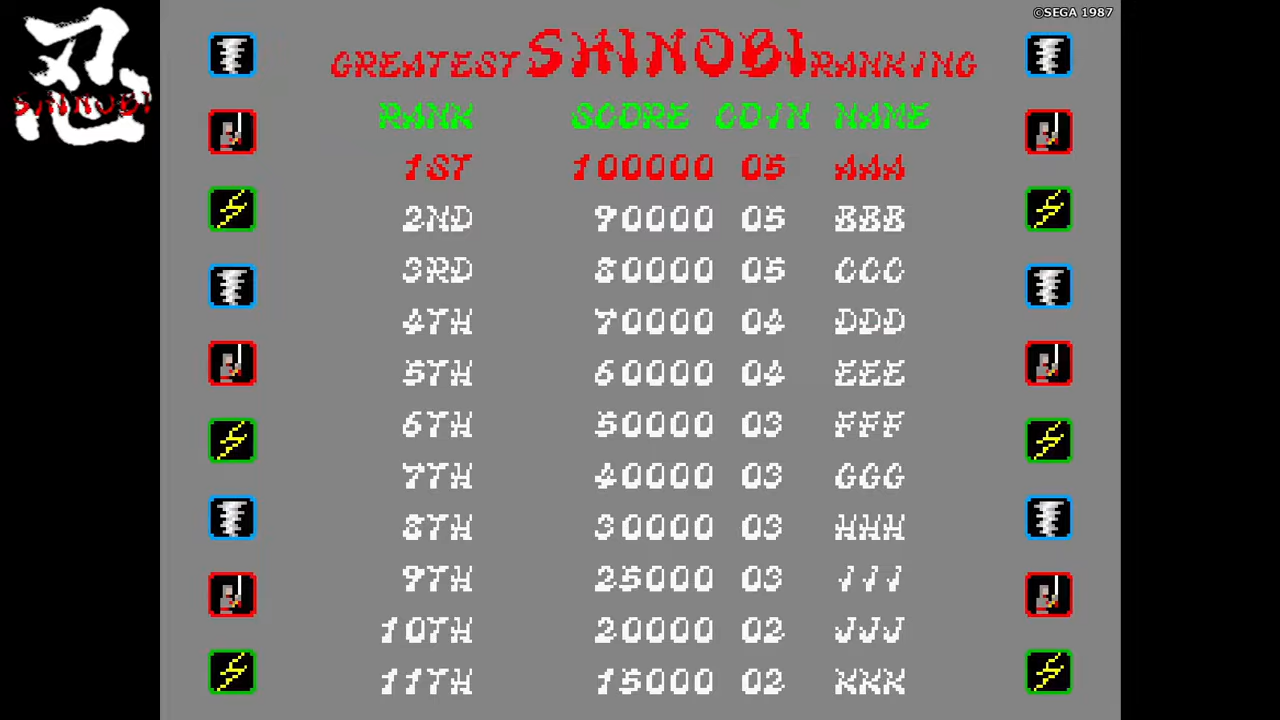 ©SEGA 1987
忍
SHINOBI
GREATEST SHINOBI RANKING
RANK SCORE COIN NAME
1ST 100000 05 AAA
2ND 90000 05 BBB
3RD 80000 05 CCC
4TH 70000 04 DDD
5TH 60000 04 EEE
6TH 50000 03 FFF
7TH 40000 03 GGG
8TH 30000 03 HHH
9TH 25000 03 III
10TH 20000 02 JJJ
11TH 15000 02 KKK